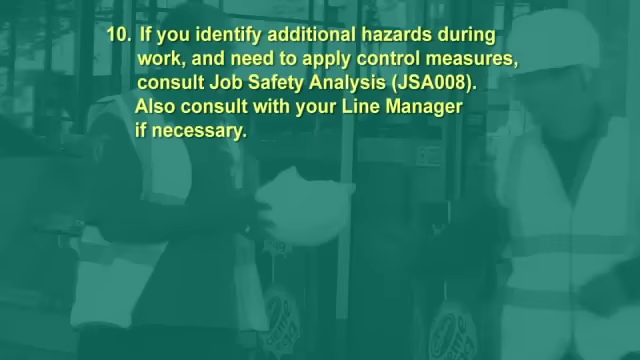 10. If you identify additional hazards during
work, and need to apply control measures,
consult Job Safety Analysis (JSA008).
Also consult with your Line Manager
if necessary.